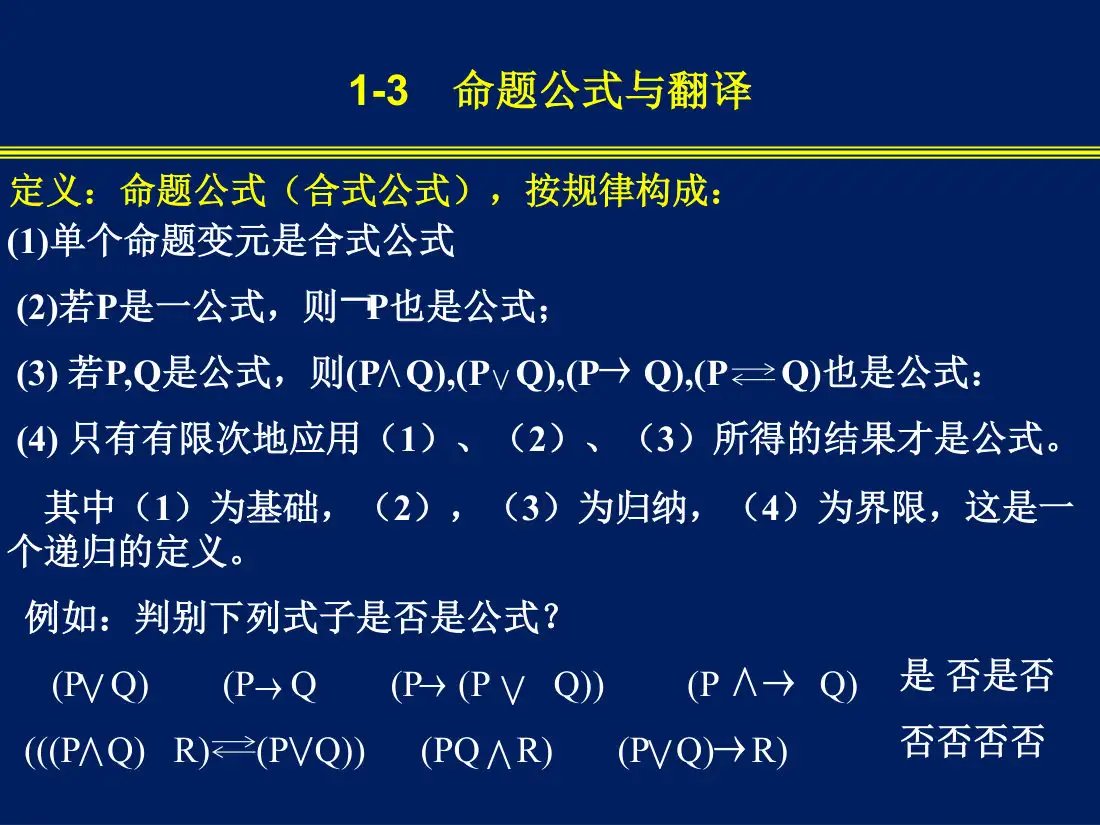 1-3 命题公式与翻译
定义：命题公式（合式公式），按规律构成：
(1)单个命题变元是合式公式
(2)若P是一公式，则¬P也是公式；
(3) 若P,Q是公式，则(P∧Q),(P∨Q),(P→ Q),(P⇌Q)也是公式：
(4) 只有有限次地应用（1）、（2）、（3）所得的结果才是公式。
其中（1）为基础，（2），（3）为归纳，（4）为界限，这是一
个递归的定义。
例如：判别下列式子是否是公式？
(P∨Q) (P→Q (P→ (P ∨ Q)) (P ∧→ Q) 是 否是否
(((P∧Q) R)⇌(P∨Q)) (PQ∧R) (P∨Q)→R) 否否否否